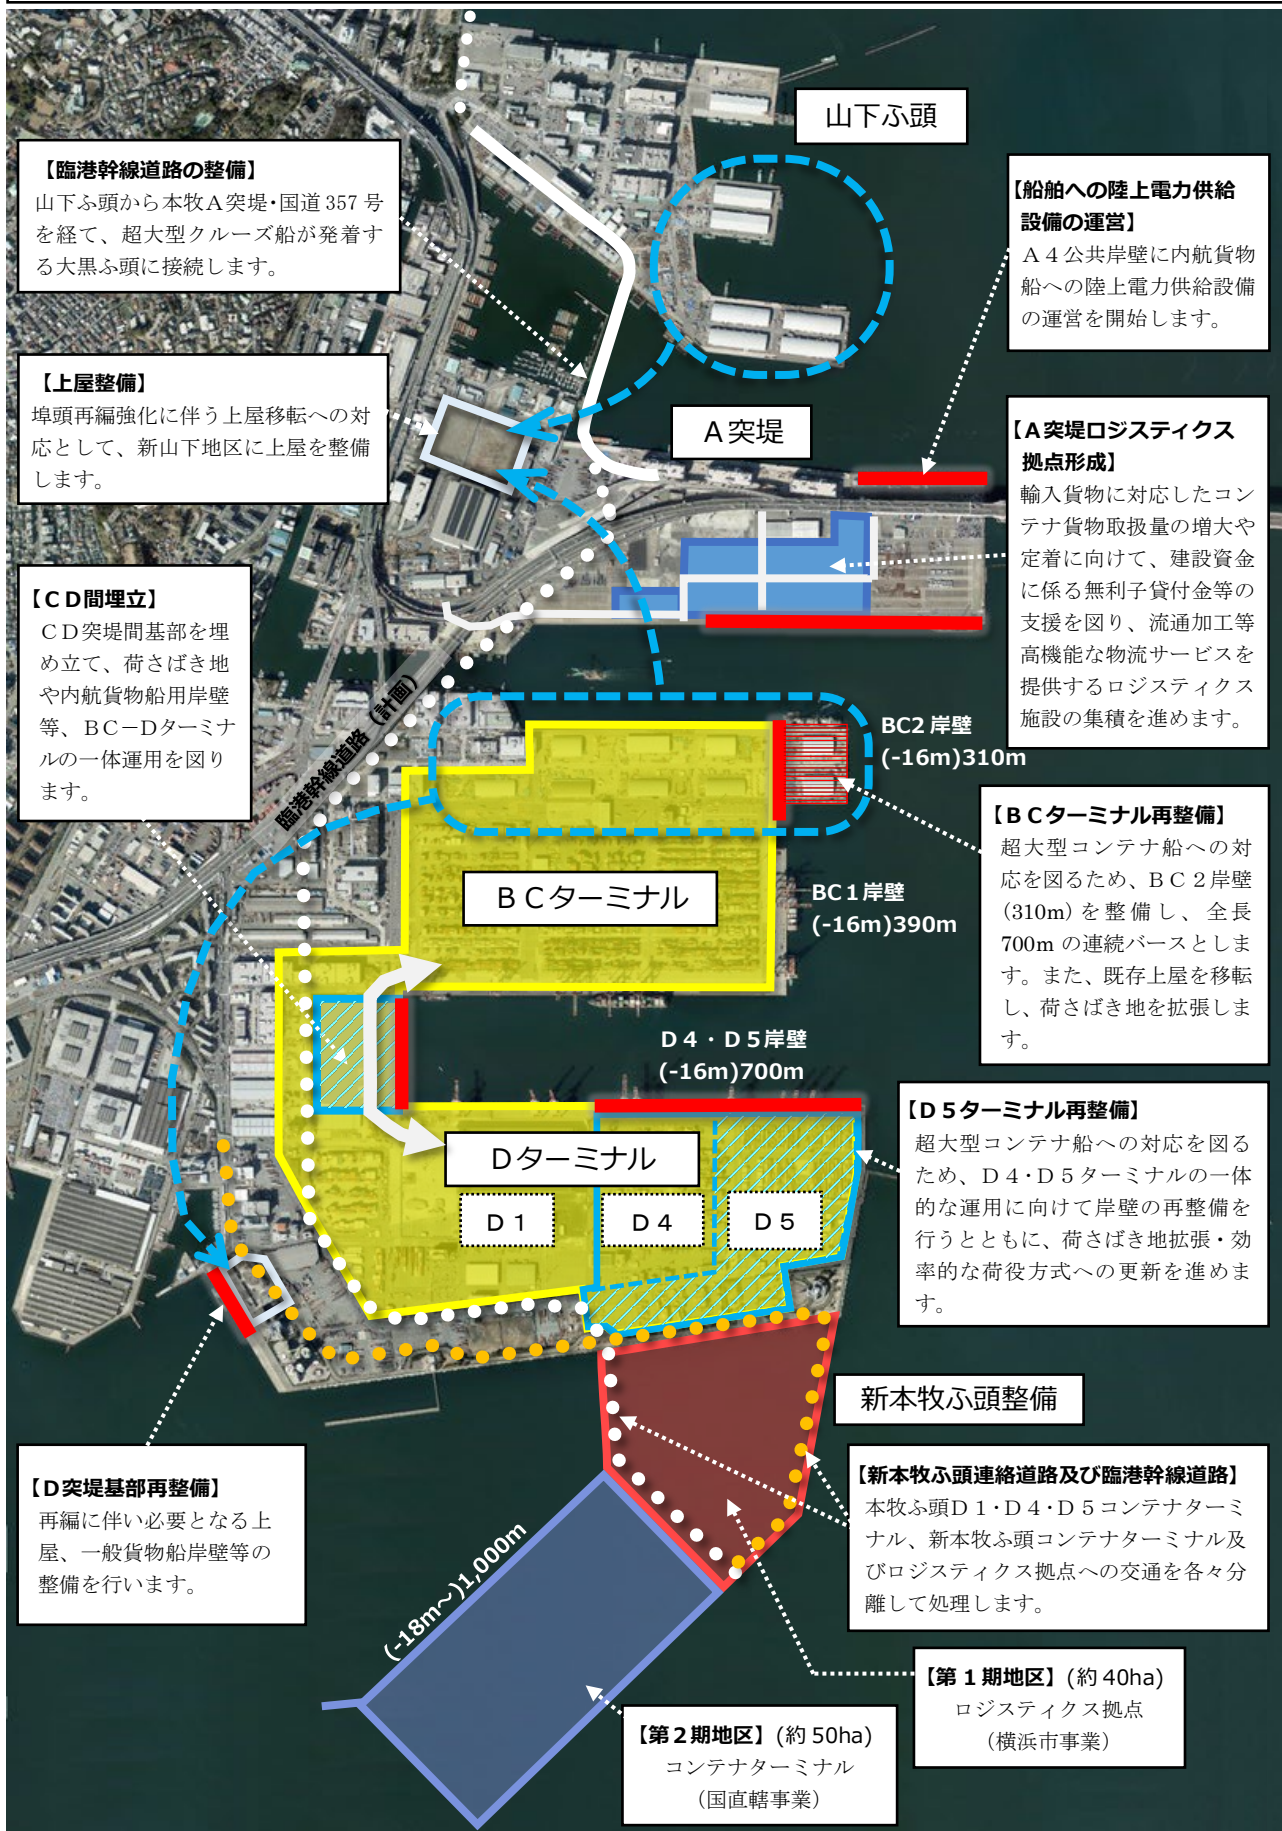 山下ふ頭
【臨港幹線道路の整備】
山下ふ頭から本牧A突堤・国道357号
を経て、超大型クルーズ船が発着す
る大黒ふ頭に接続します。
【船舶への陸上電力供給
設備の運営】
A4公共岸壁に内航貨物
船への陸上電力供給設備
の運営を開始します。
【上屋整備】
埠頭再編強化に伴う上屋移転への対
応として、新山下地区に上屋を整備
します。
A突堤
【A突堤ロジスティクス
拠点形成】
輸入貨物に対応したコン
テナ貨物取扱量の増大や
定着に向けて、建設資金
に係る無利子貸付金等の
支援を図り、流通加工等
高機能な物流サービスを
提供するロジスティクス
施設の集積を進めます。
【CD間埋立】
CD突堤間基部を埋
め立て、荷さばき地
や内航貨物船用岸壁
等、BC－Dターミナ
ルの一体運用を図り
ます。
臨港幹線道路(計画)
BC2岸壁
(-16m)310m
【BCターミナル再整備】
超大型コンテナ船への対
応を図るため、BC2岸壁
(310m)を整備し、全長
700mの連続バースとしま
す。また、既存上屋を移転
し、荷さばき地を拡張しま
す。
BCターミナル
BC1岸壁
(-16m)390m
D4・D5岸壁
(-16m)700m
【D5ターミナル再整備】
超大型コンテナ船への対応を図る
ため、D4・D5ターミナルの一体
的な運用に向けて岸壁の再整備を
行うとともに、荷さばき地拡張・効
率的な荷役方式への更新を進めま
す。
Dターミナル
D1
D4
D5
新本牧ふ頭整備
【D突堤基部再整備】
再編に伴い必要となる上
屋、一般貨物船岸壁等の
整備を行います。
【新本牧ふ頭連絡道路及び臨港幹線道路】
本牧ふ頭D1・D4・D5コンテナターミ
ナル、新本牧ふ頭コンテナターミナル及
びロジスティクス拠点への交通を各々分
離して処理します。
(-18m～)1,000m
【第1期地区】(約40ha)
ロジスティクス拠点
（横浜市事業）
【第2期地区】(約50ha)
コンテナターミナル
（国直轄事業）